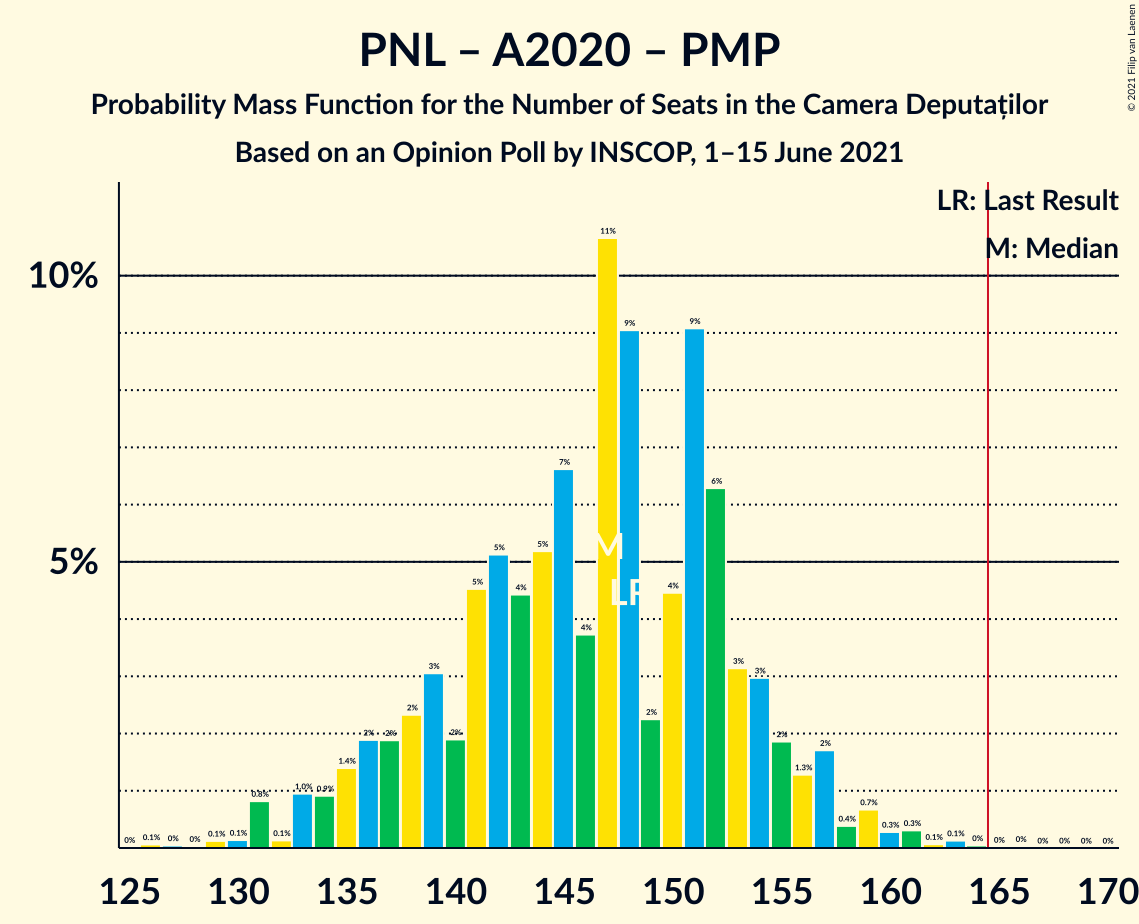 PNL – A2020 – PMP
Probability Mass Function for the Number of Seats in the Camera Deputaților
Based on an Opinion Poll by INSCOP, 1–15 June 2021
© 2021 Filip van Laenen
LR: Last Result
M: Median
10%
5%
0% 0.1% 0% 0% 0.1% 0.1% 0.8% 0.1% 1.0% 0.9% 1.4% 2% 2% 2% 3% 2% 5% 5% 4% 5% 7% 4% 11% 9% 2% 4% 9% 6% 3% 3% 2% 1.3% 2% 0.4% 0.7% 0.3% 0.3% 0.1% 0.1% 0% 0% 0% 0% 0% 0% 0%
M
LR
125 130 135 140 145 150 155 160 165 170